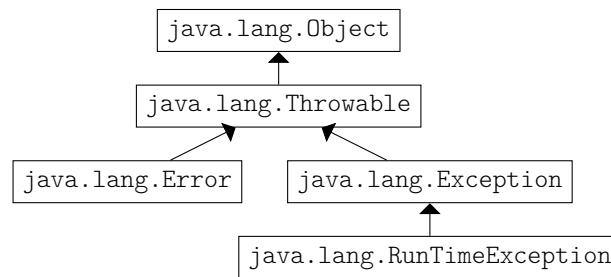 java.lang.Object
java.lang.Throwable
java.lang.Error
java.lang.Exception
java.lang.RunTimeException